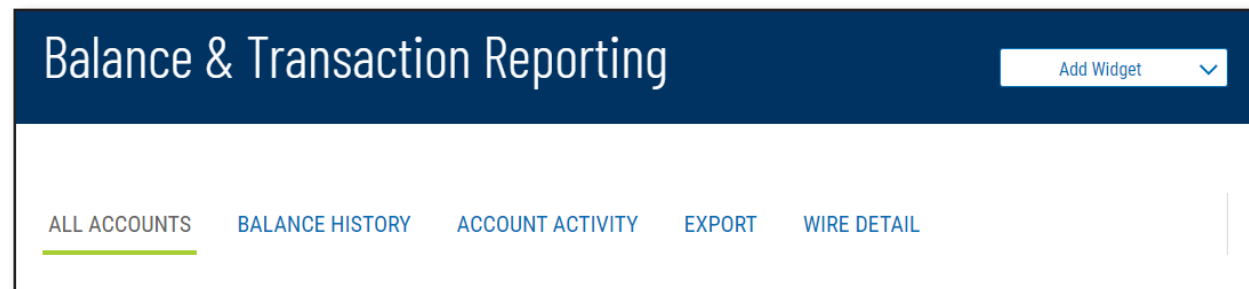 Balance & Transaction Reporting
Add Widget
ALL ACCOUNTS BALANCE HISTORY ACCOUNT ACTIVITY EXPORT WIRE DETAIL